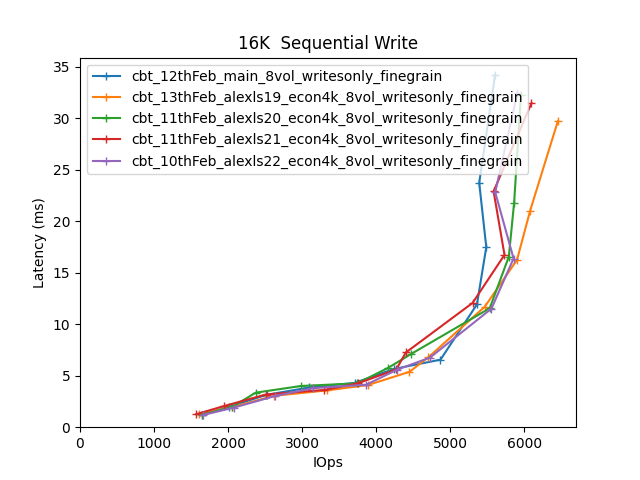 16K  Sequential Write
cbt_12thFeb_main_8vol_writesonly_finegrain
cbt_13thFeb_alexls19_econ4k_8vol_writesonly_finegrain
cbt_11thFeb_alexls20_econ4k_8vol_writesonly_finegrain
cbt_11thFeb_alexls21_econ4k_8vol_writesonly_finegrain
cbt_10thFeb_alexls22_econ4k_8vol_writesonly_finegrain
Latency (ms)
35
30
25
20
15
10
5
0
0 1000 2000 3000 4000 5000 6000
IOps